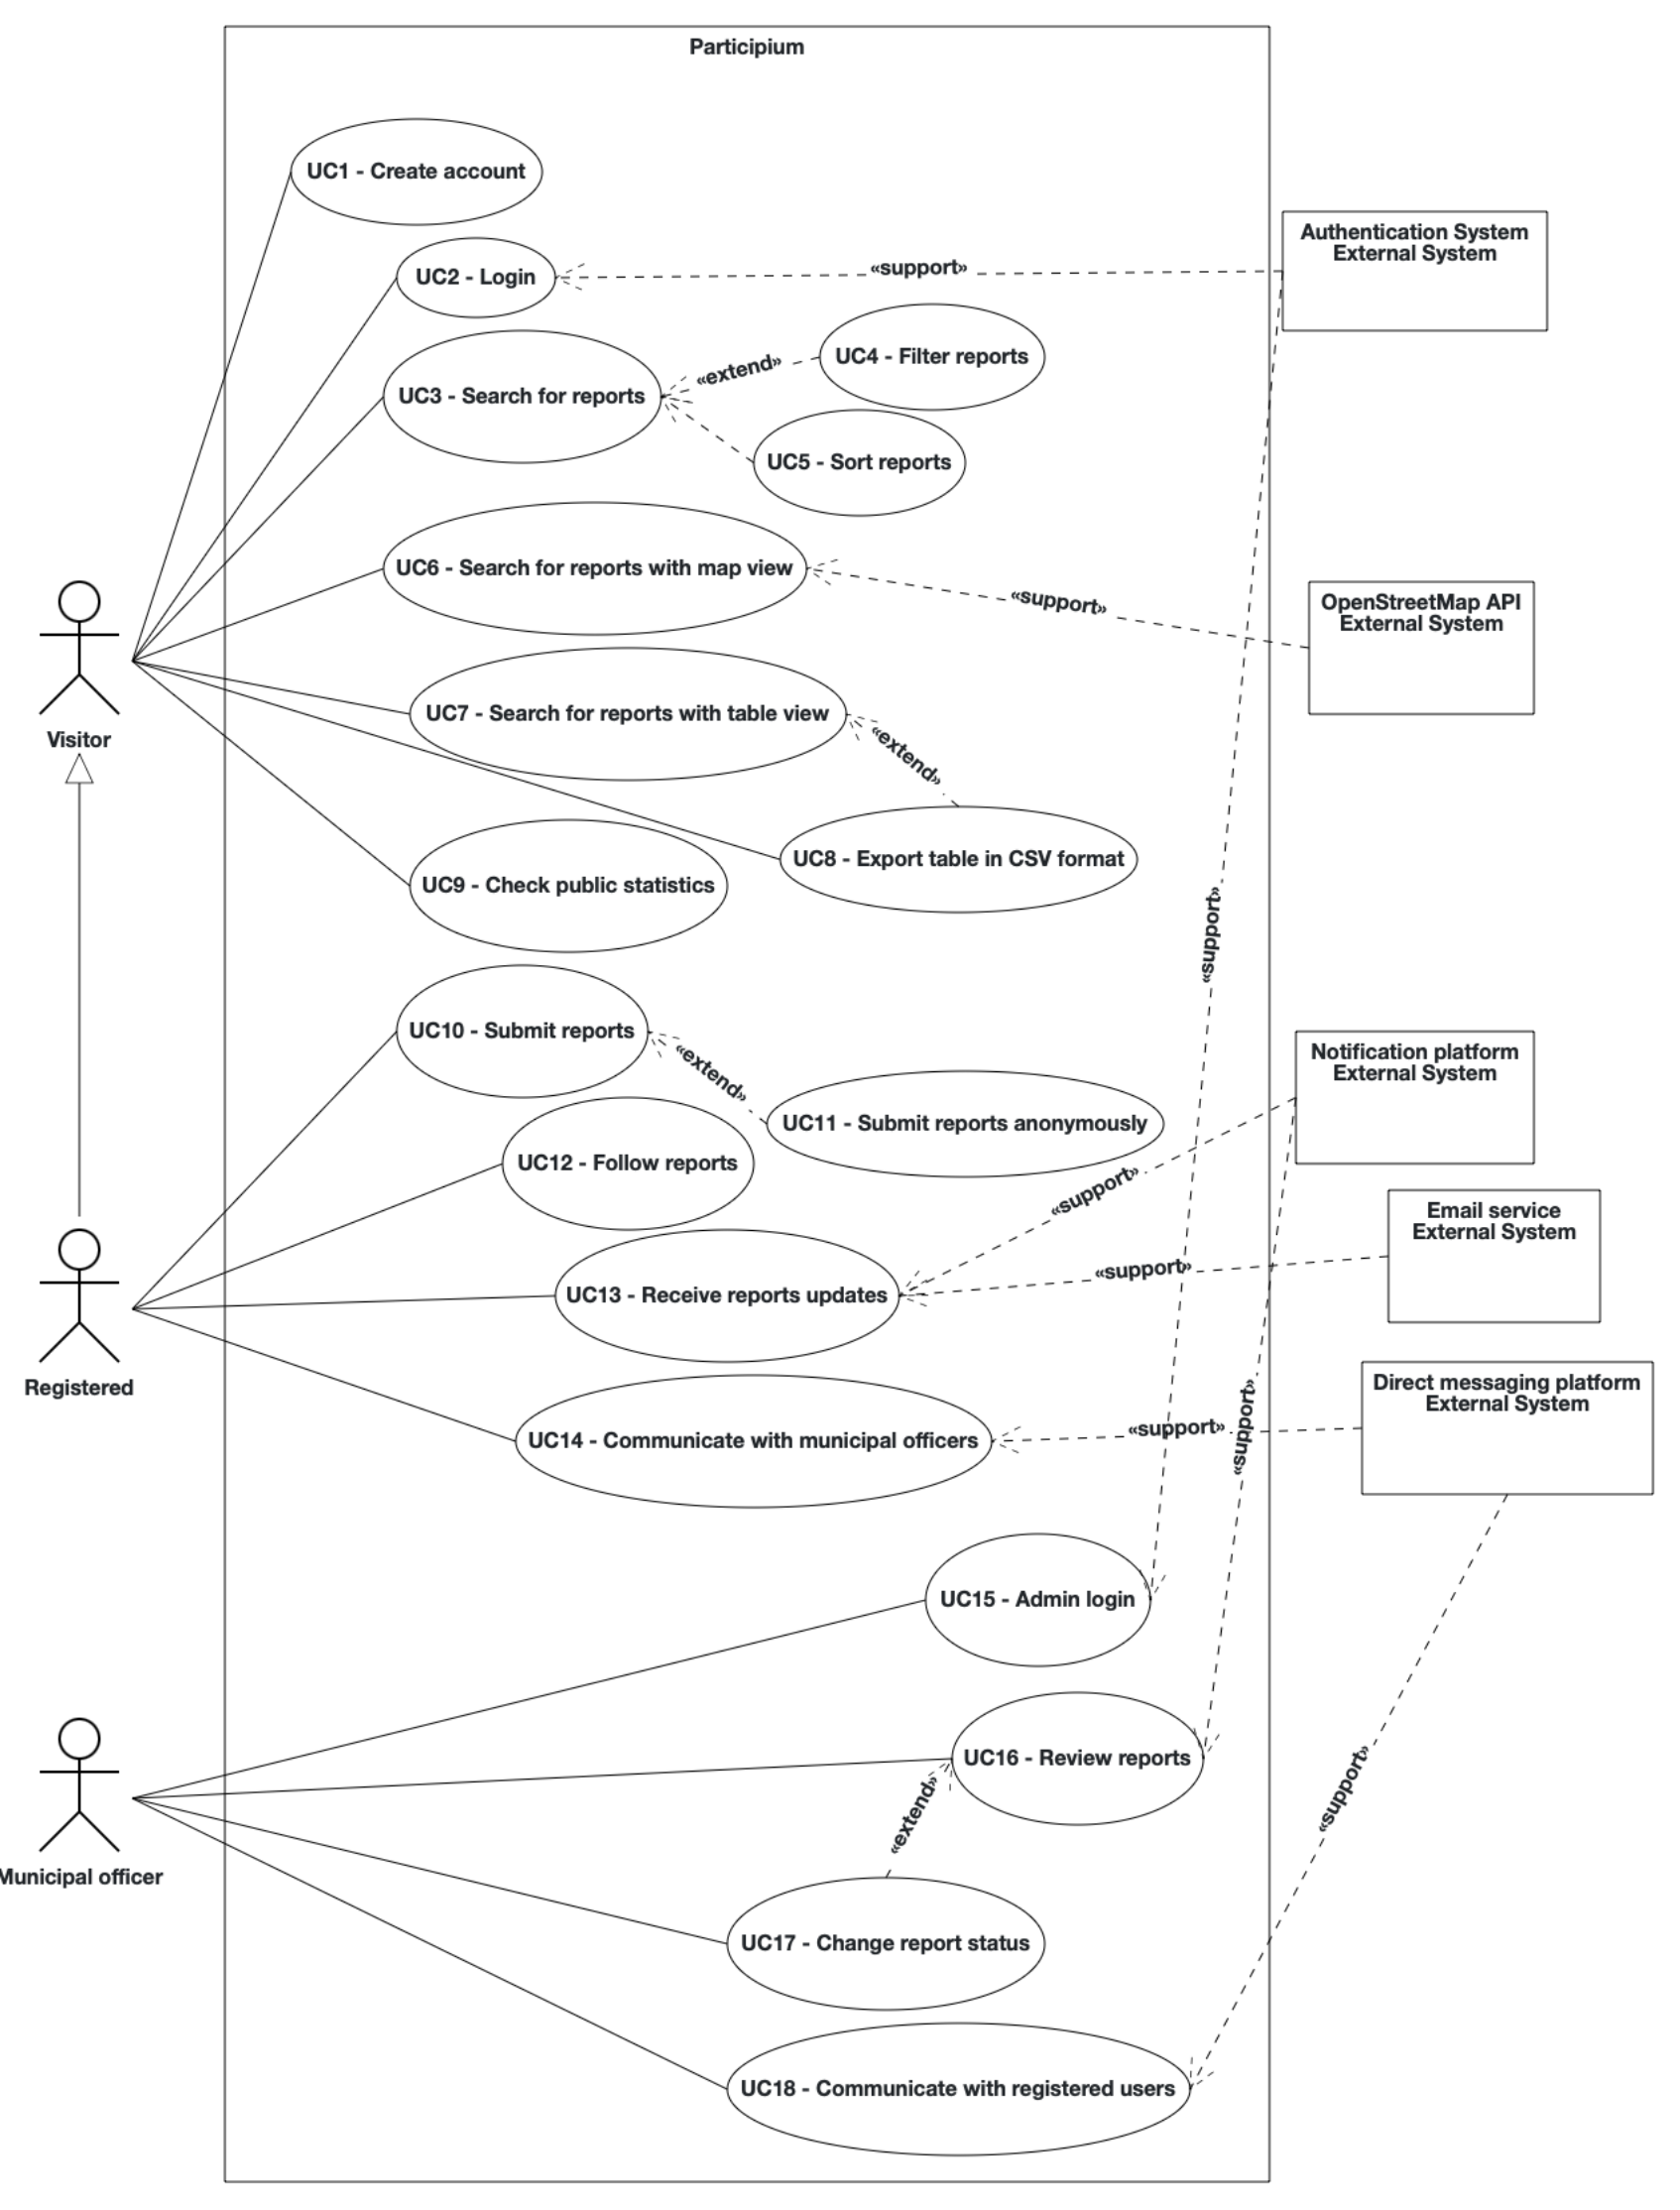 Participium
UC1 - Create account
Authentication System
External System
«support»
UC2 - Login
UC4 - Filter reports
«extend»
UC3 - Search for reports
UC5 - Sort reports
UC6 - Search for reports with map view
«support»
OpenStreetMap API
External System
UC7 - Search for reports with table view
Visitor
«extend»
UC8 - Export table in CSV format
UC9 - Check public statistics
«support»
UC10 - Submit reports
Notification platform
External System
«extend»
UC11 - Submit reports anonymously
UC12 - Follow reports
«support»
Email service
External System
«support»
UC13 - Receive reports updates
Registered
Direct messaging platform
External System
«support»
«support»
UC14 - Communicate with municipal officers
UC15 - Admin login
UC16 - Review reports
«extend»
«support»
Municipal officer
UC17 - Change report status
UC18 - Communicate with registered users